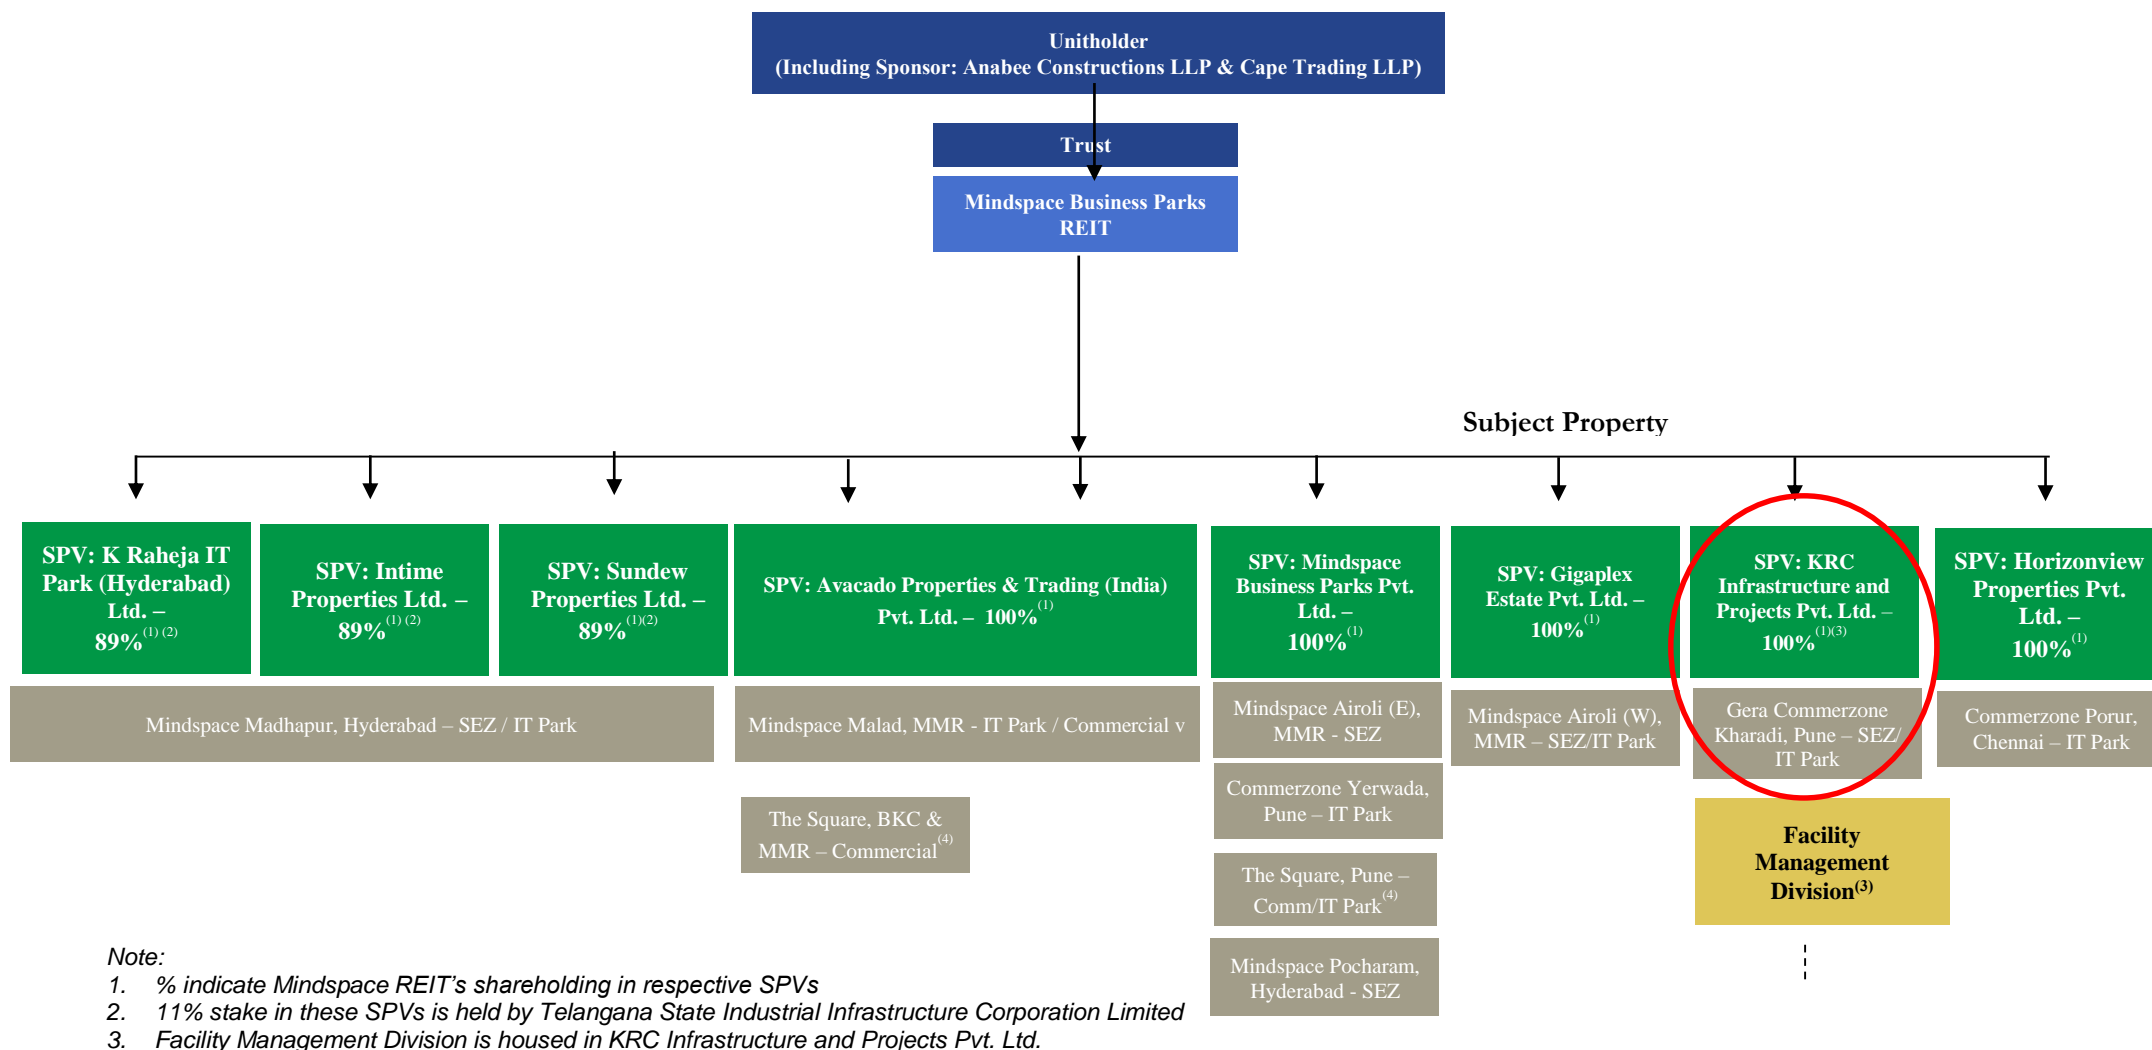 Unitholder
(Including Sponsor: Anabee Constructions LLP & Cape Trading LLP)
Trust
Mindspace Business Parks
REIT
Subject Property
SPV: K Raheja IT
Park (Hyderabad)
Ltd. –
89%(1) (2)
SPV: Intime
Properties Ltd. –
89%(1) (2)
SPV: Sundew
Properties Ltd. –
89%(1)(2)
SPV: Avacado Properties & Trading (India)
Pvt. Ltd. – 100%(1)
SPV: Mindspace
Business Parks Pvt.
Ltd. –
100%(1)
SPV: Gigaplex
Estate Pvt. Ltd. –
100%(1)
SPV: KRC
Infrastructure and
Projects Pvt. Ltd. –
100%(1)(3)
SPV: Horizonview
Properties Pvt.
Ltd. –
100%(1)
Mindspace Madhapur, Hyderabad – SEZ / IT Park
Mindspace Malad, MMR - IT Park / Commercial v
The Square, BKC &
MMR – Commercial(4)
Mindspace Airoli (E),
MMR - SEZ
Commerzone Yerwada,
Pune – IT Park
The Square, Pune –
Comm/IT Park(4)
Mindspace Pocharam,
Hyderabad - SEZ
Mindspace Airoli (W),
MMR – SEZ/IT Park
Gera Commerzone
Kharadi, Pune – SEZ/
IT Park
Facility
Management
Division(3)
Commerzone Porur,
Chennai – IT Park
Note:
1. % indicate Mindspace REIT’s shareholding in respective SPVs
2. 11% stake in these SPVs is held by Telangana State Industrial Infrastructure Corporation Limited
3. Facility Management Division is housed in KRC Infrastructure and Projects Pvt. Ltd.